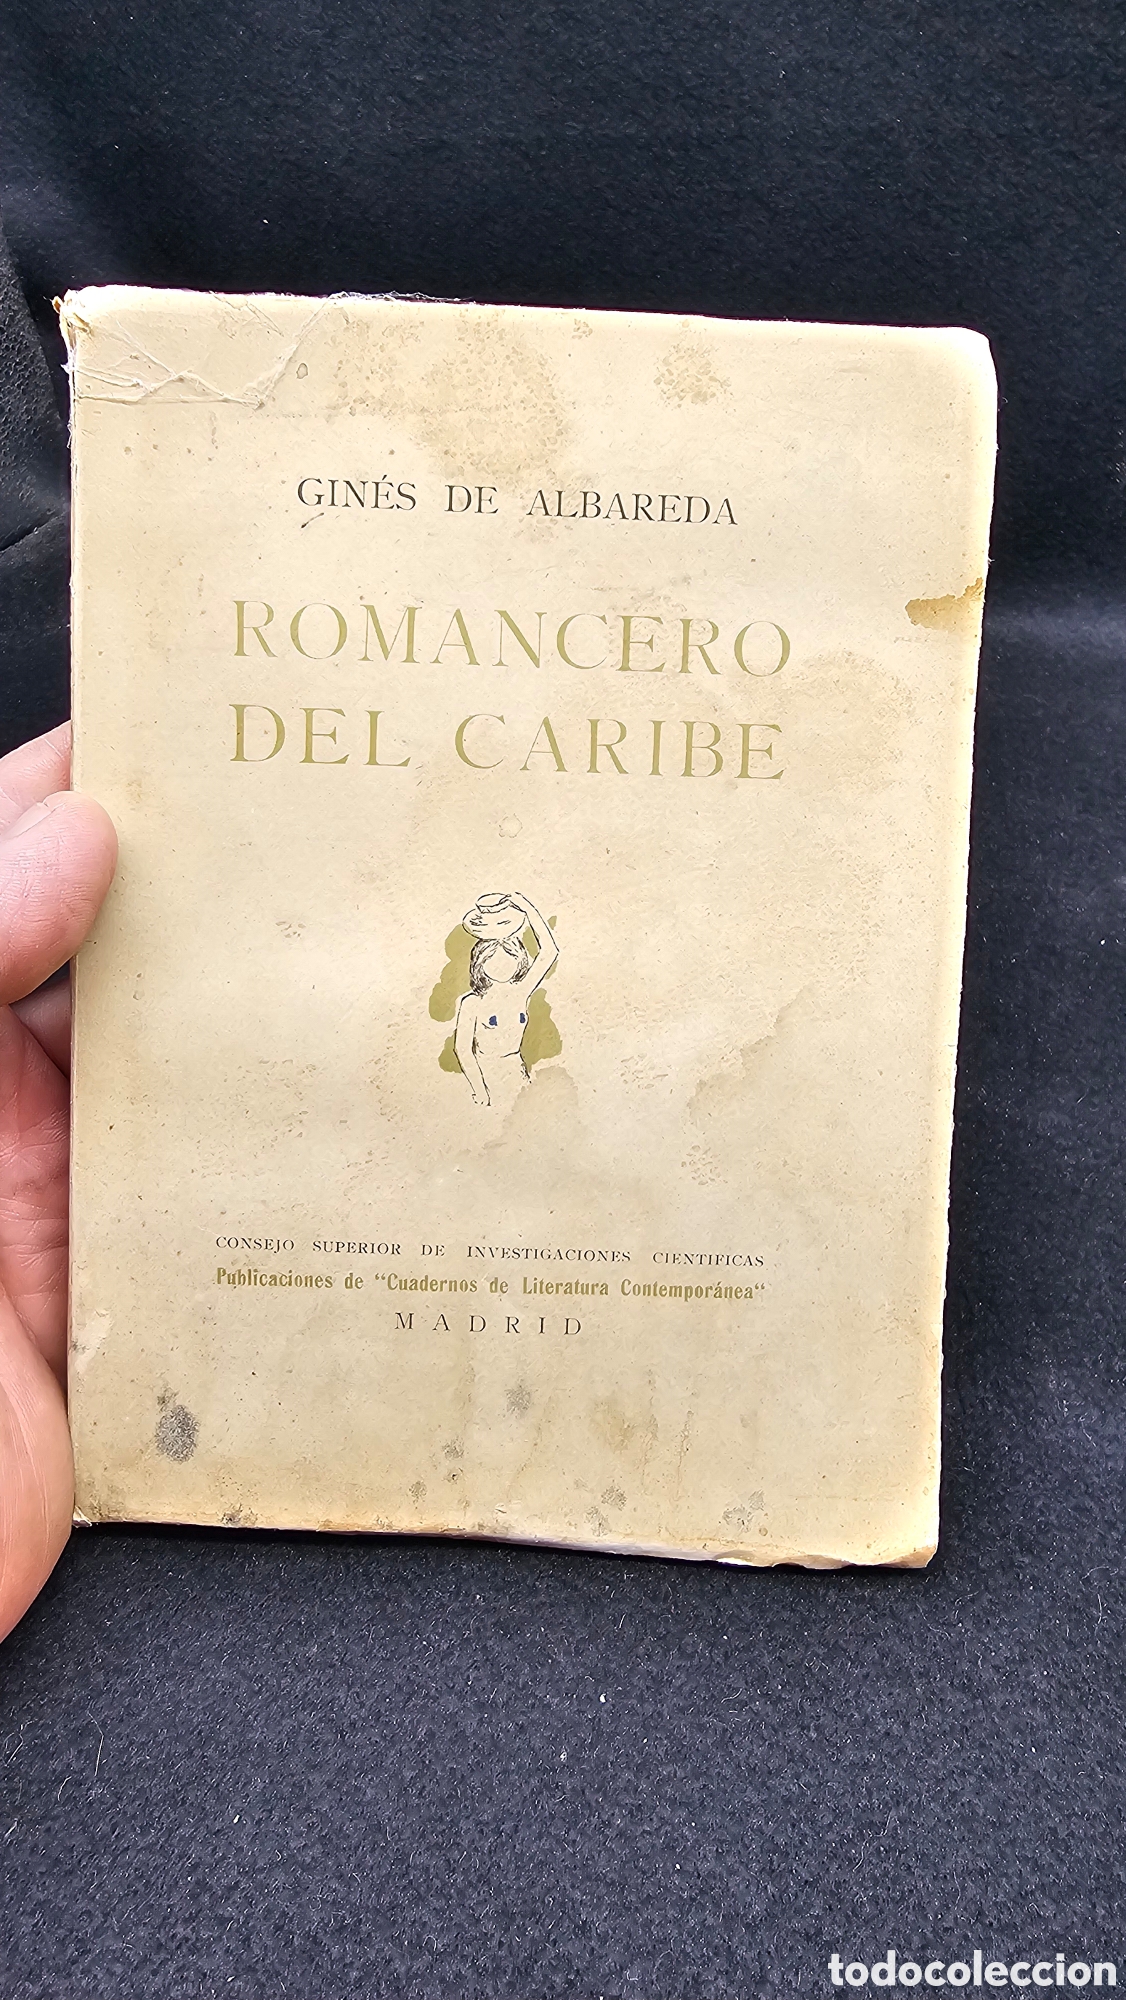 GINÉS DE ALBAREDA
ROMANCERO
DEL CARIBE
CONSEJO SUPERIOR DE INVESTIGACIONES CIENTIFICAS
Publicaciones de "Cuadernos de Literatura Contemporánea"
MADRID
todocoleccion